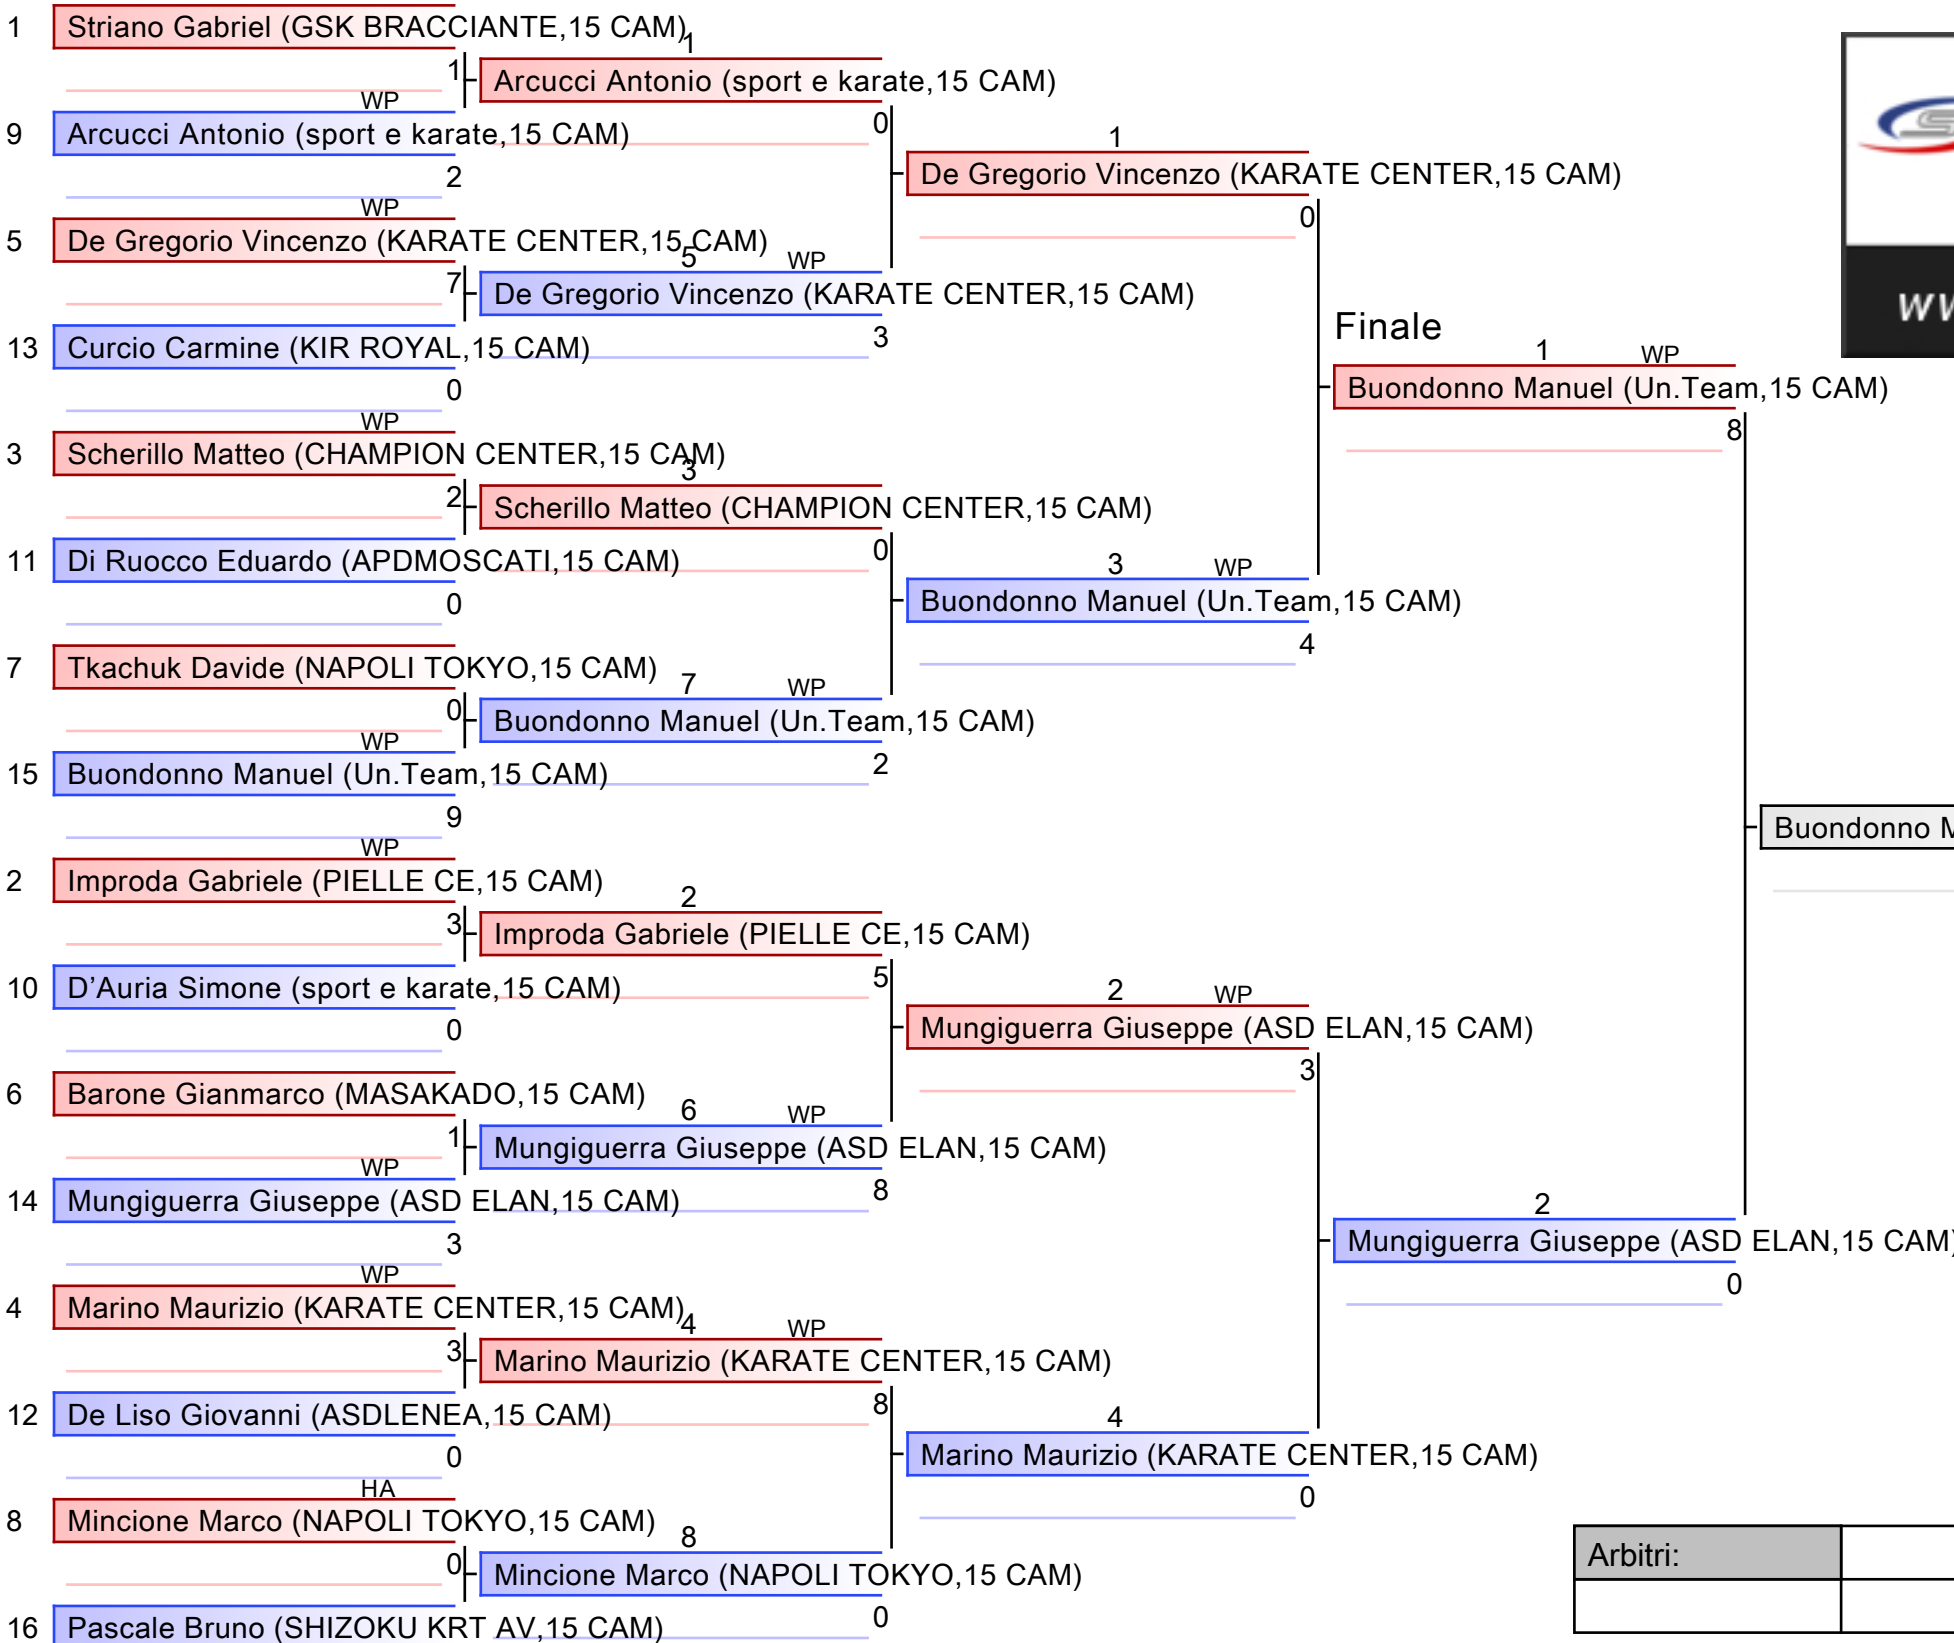 1 Striano Gabriel (GSK BRACCIANTE,15 CAM)
1
1 Arcucci Antonio (sport e karate,15 CAM)
WP
9 Arcucci Antonio (sport e karate,15 CAM)
0
1
De Gregorio Vincenzo (KARATE CENTER,15 CAM)
2
WP
0
5 De Gregorio Vincenzo (KARATE CENTER,15 CAM)
5 WP
7 De Gregorio Vincenzo (KARATE CENTER,15 CAM)
WW
Finale
13 Curcio Carmine (KIR ROYAL,15 CAM)
3
1 WP
0
Buondonno Manuel (Un.Team,15 CAM)
WP
8
3 Scherillo Matteo (CHAMPION CENTER,15 CAM)
3
2 Scherillo Matteo (CHAMPION CENTER,15 CAM)
11 Di Ruocco Eduardo (APDMOSCATI,15 CAM)
0
3 WP
0
Buondonno Manuel (Un.Team,15 CAM)
4
7 Tkachuk Davide (NAPOLI TOKYO,15 CAM)
7 WP
0 Buondonno Manuel (Un.Team,15 CAM)
WP
15 Buondonno Manuel (Un.Team,15 CAM)
2
9
Buondonno M
WP
2 Improda Gabriele (PIELLE CE,15 CAM)
2
3 Improda Gabriele (PIELLE CE,15 CAM)
10 D’Auria Simone (sport e karate,15 CAM)
5
2 WP
0
Mungiguerra Giuseppe (ASD ELAN,15 CAM)
3
6 Barone Gianmarco (MASAKADO,15 CAM)
6 WP
1 Mungiguerra Giuseppe (ASD ELAN,15 CAM)
WP
14 Mungiguerra Giuseppe (ASD ELAN,15 CAM)
8
2
3
Mungiguerra Giuseppe (ASD ELAN,15 CAM)
WP
0
4 Marino Maurizio (KARATE CENTER,15 CAM)
4 WP
3 Marino Maurizio (KARATE CENTER,15 CAM)
12 De Liso Giovanni (ASDLENEA,15 CAM)
8
4
0
Marino Maurizio (KARATE CENTER,15 CAM)
HA
0
8 Mincione Marco (NAPOLI TOKYO,15 CAM)
8
0 Mincione Marco (NAPOLI TOKYO,15 CAM)
Arbitri:
16 Pascale Bruno (SHIZOKU KRT AV,15 CAM)
0